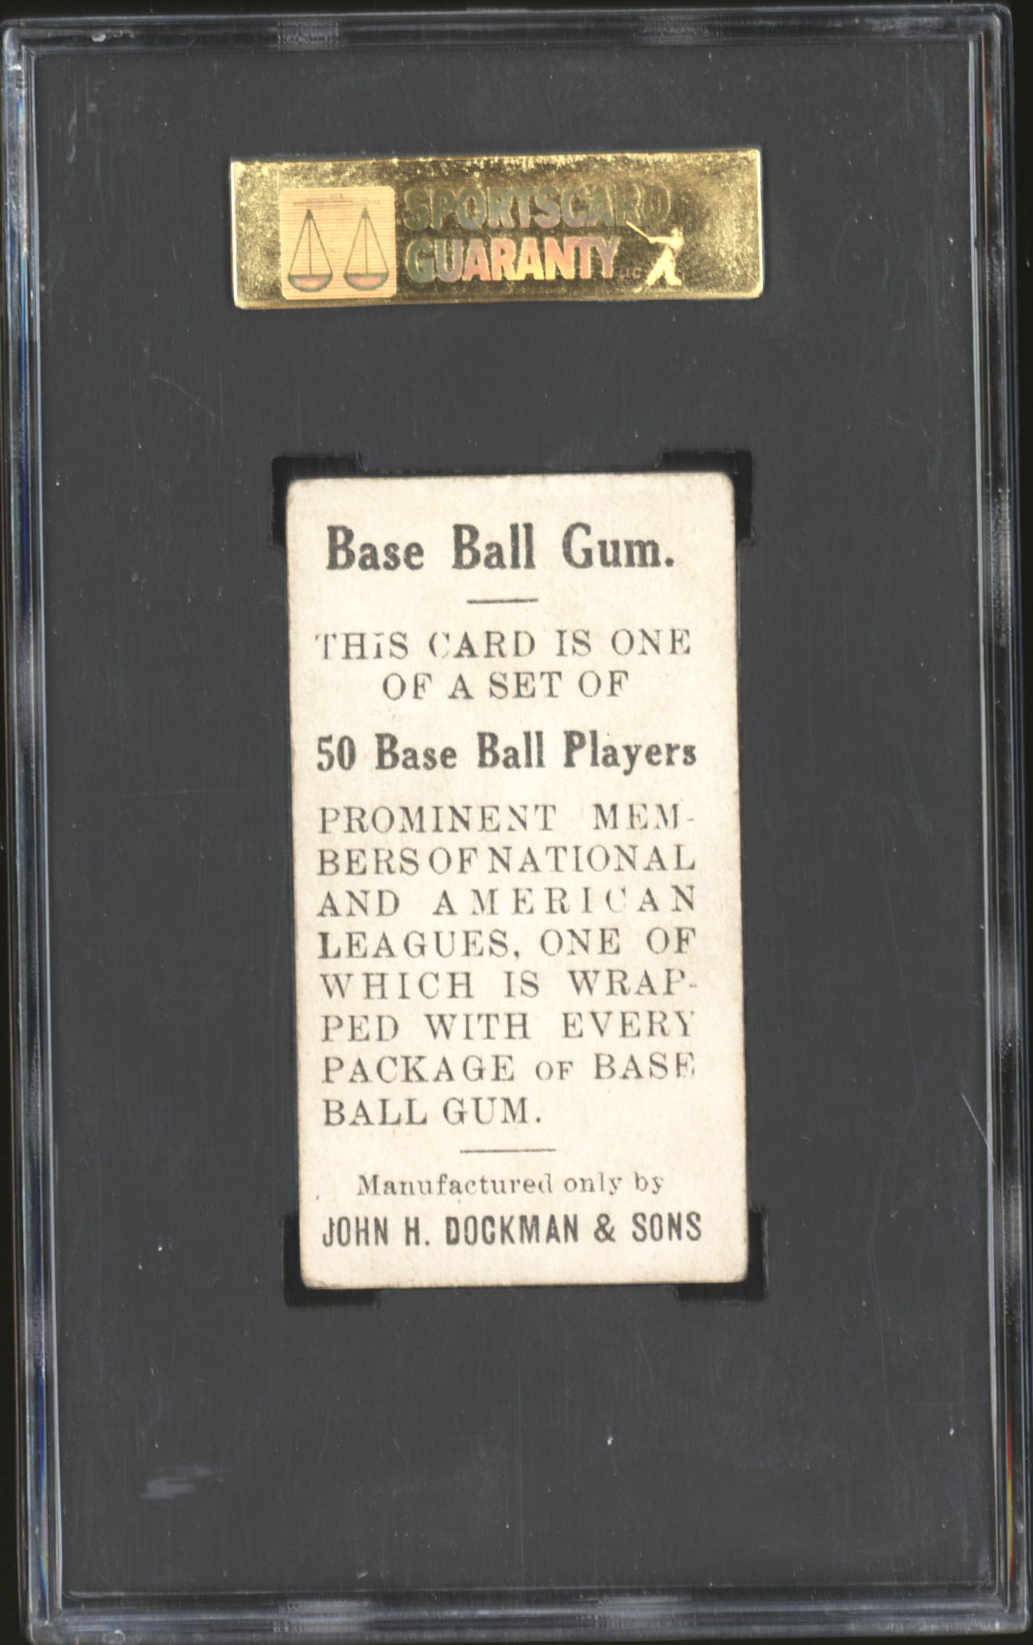 SPORTSCARD
GUARANTY LLC
Base Ball Gum.
THIS CARD IS ONE
OF A SET OF
50 Base Ball Players
PROMINENT MEM-
BERS OF NATIONAL
AND AMERICAN
LEAGUES, ONE OF
WHICH IS WRAP-
PED WITH EVERY
PACKAGE OF BASE
BALL GUM.
Manufactured only by
JOHN H. DOCKMAN & SONS